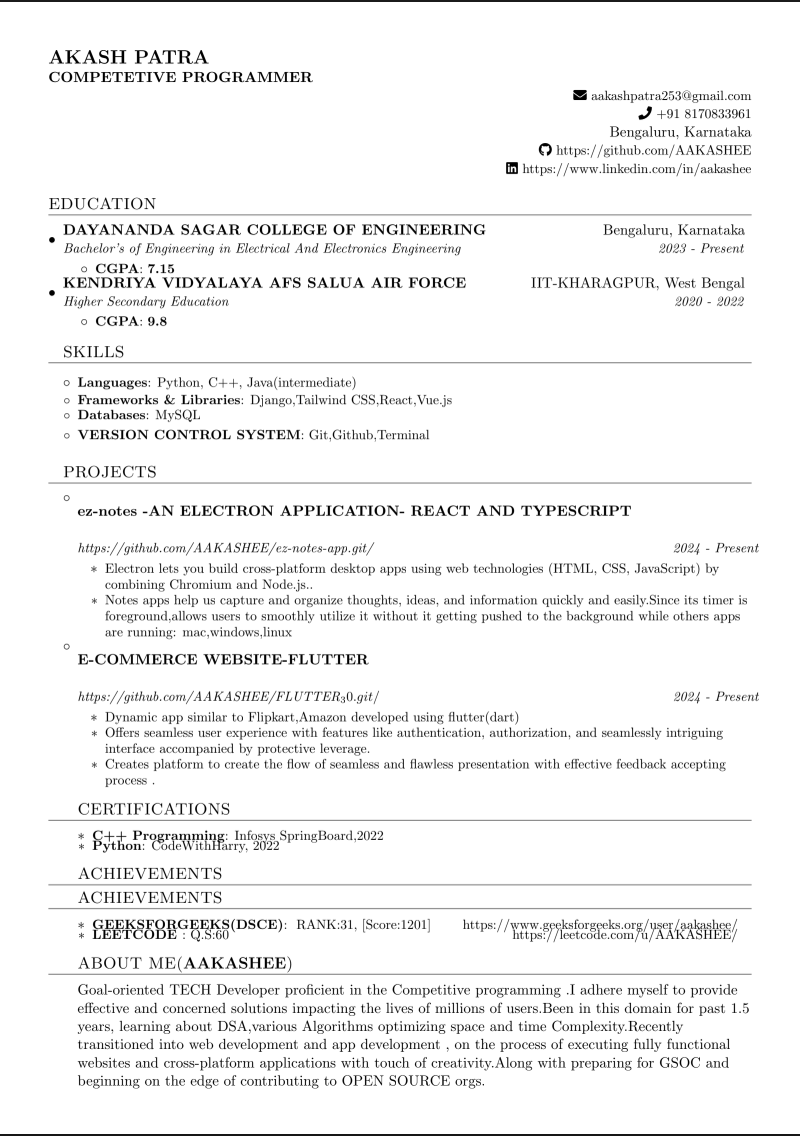 AKASH PATRA
COMPETETIVE PROGRAMMER
aakashpatra253@gmail.com
+91 8170833961
Bengaluru, Karnataka
https://github.com/AAKASHEE
https://www.linkedin.com/in/aakashee
EDUCATION
• DAYANANDA SAGAR COLLEGE OF ENGINEERING Bengaluru, Karnataka
Bachelor's of Engineering in Electrical And Electronics Engineering 2023 - Present
○ CGPA: 7.15
• KENDRIYA VIDYALAYA AFS SALUA AIR FORCE IIT-KHARAGPUR, West Bengal
Higher Secondary Education 2020 - 2022
○ CGPA: 9.8
SKILLS
○ Languages: Python, C++, Java(intermediate)
○ Frameworks & Libraries: Django,Tailwind CSS,React,Vue.js
○ Databases: MySQL
○ VERSION CONTROL SYSTEM: Git,Github,Terminal
PROJECTS
○ ez-notes -AN ELECTRON APPLICATION- REACT AND TYPESCRIPT
https://github.com/AAKASHEE/ez-notes-app.git/ 2024 - Present
∗ Electron lets you build cross-platform desktop apps using web technologies (HTML, CSS, JavaScript) by
combining Chromium and Node.js..
∗ Notes apps help us capture and organize thoughts, ideas, and information quickly and easily.Since its timer is
foreground,allows users to smoothly utilize it without it getting pushed to the background while others apps
are running: mac,windows,linux
○ E-COMMERCE WEBSITE-FLUTTER
https://github.com/AAKASHEE/FLUTTER₃0.git/ 2024 - Present
∗ Dynamic app similar to Flipkart,Amazon developed using flutter(dart)
∗ Offers seamless user experience with features like authentication, authorization, and seamlessly intriguing
interface accompanied by protective leverage.
∗ Creates platform to create the flow of seamless and flawless presentation with effective feedback accepting
process .
CERTIFICATIONS
∗ C++ Programming: Infosys SpringBoard,2022
∗ Python: CodeWithHarry, 2022
ACHIEVEMENTS
ACHIEVEMENTS
∗ GEEKSFORGEEKS(DSCE): RANK:31, [Score:1201] https://www.geeksforgeeks.org/user/aakashee/
∗ LEETCODE : Q.S:60 https://leetcode.com/u/AAKASHEE/
ABOUT ME(AAKASHEE)
Goal-oriented TECH Developer proficient in the Competitive programming .I adhere myself to provide
effective and concerned solutions impacting the lives of millions of users.Been in this domain for past 1.5
years, learning about DSA,various Algorithms optimizing space and time Complexity.Recently
transitioned into web development and app development , on the process of executing fully functional
websites and cross-platform applications with touch of creativity.Along with preparing for GSOC and
beginning on the edge of contributing to OPEN SOURCE orgs.